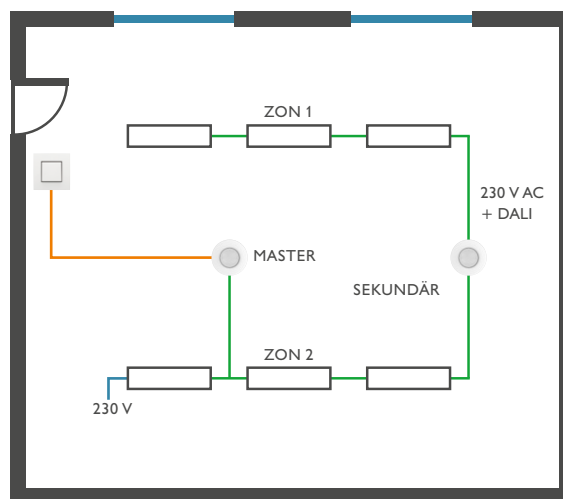 ZON 1
230 V AC
+ DALI
MASTER
SEKUNDÄR
ZON 2
230 V